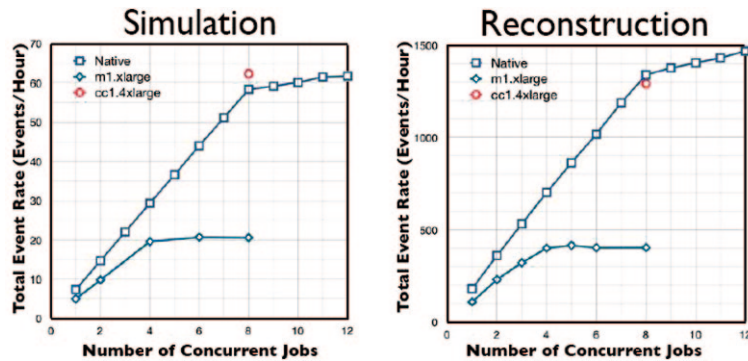 Simulation
Total Event Rate (Events/Hour)
70
60
50
40
30
20
10
0
Native
m1.xlarge
cc1.4xlarge
0 2 4 6 8 10 12
Number of Concurrent Jobs
Reconstruction
Total Event Rate (Events/Hour)
1500
1000
500
0
Native
m1.xlarge
cc1.4xlarge
0 2 4 6 8 10 12
Number of Concurrent Jobs